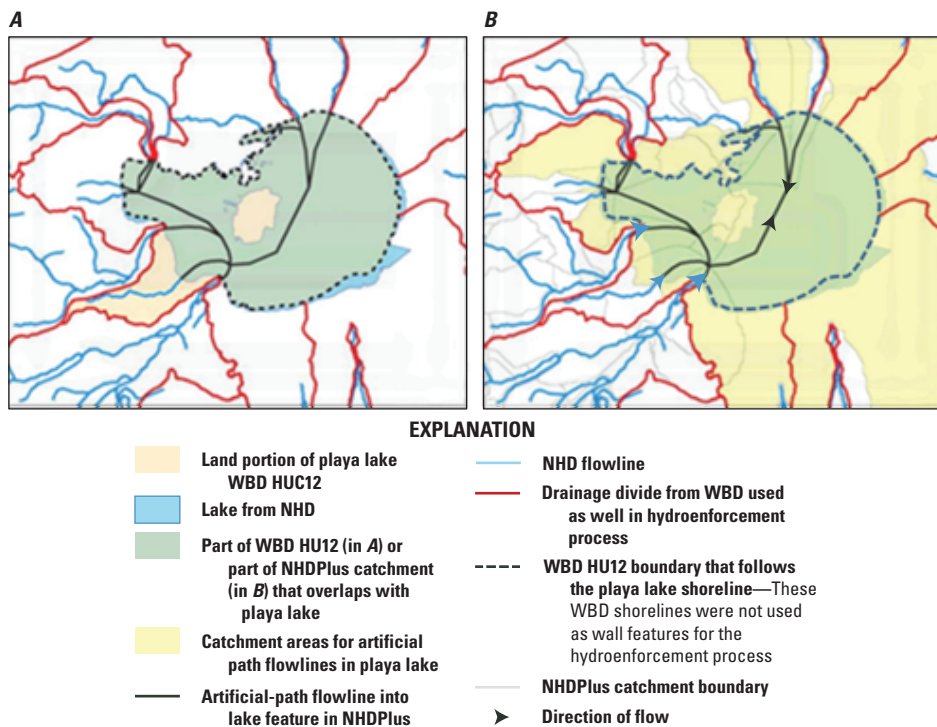 A
B
EXPLANATION
Land portion of playa lake
WBD HUC12
Lake from NHD
Part of WBD HU12 (in A) or
part of NHDPlus catchment
(in B) that overlaps with
playa lake
Catchment areas for artificial
path flowlines in playa lake
Artificial-path flowline into
lake feature in NHDPlus
NHD flowline
Drainage divide from WBD used
as well in hydroenforcement
process
WBD HU12 boundary that follows
the playa lake shoreline—These
WBD shorelines were not used
as wall features for the
hydroenforcement process
NHDPlus catchment boundary
Direction of flow